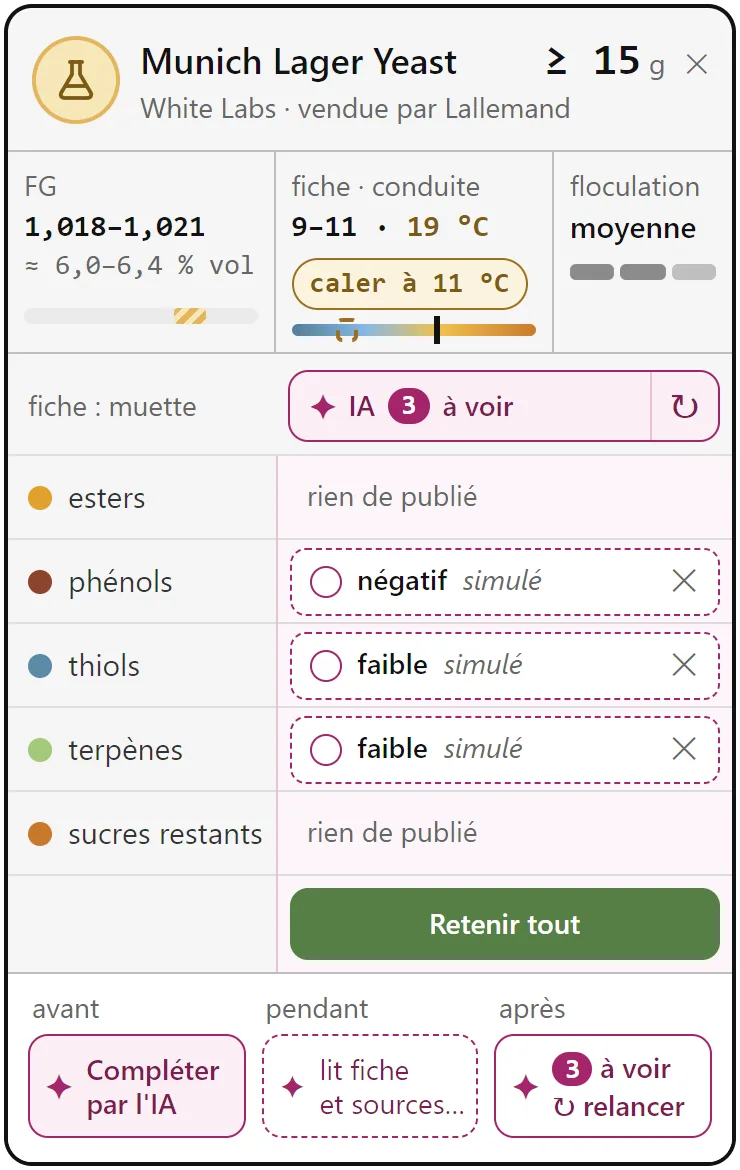 Munich Lager Yeast ≥ 15 g ×
White Labs · vendue par Lallemand
FG
1,018–1,021
≈ 6,0–6,4 % vol
fiche · conduite
9–11 · 19 °C
caler à 11 °C
floculation
moyenne
fiche : muette
✦ IA 3 à voir ↻
esters rien de publié
phénols négatif simulé ×
thiols faible simulé ×
terpènes faible simulé ×
sucres restants rien de publié
Retenir tout
avant
✦ Compléter
par l'IA
pendant
✦ lit fiche
et sources…
après
✦ 3 à voir
↻ relancer